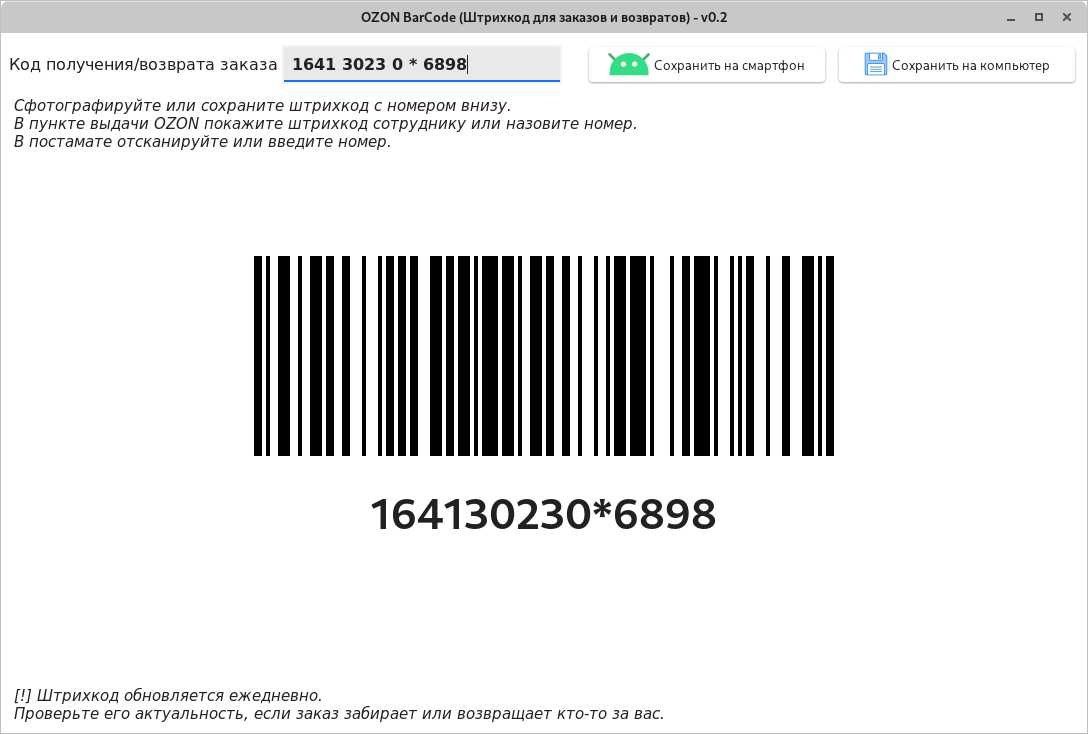 OZON BarCode (Штрихкод для заказов и возвратов) - v0.2
Код получения/возврата заказа 1641 3023 0 * 6898 Сохранить на смартфон Сохранить на компьютер
Сфотографируйте или сохраните штрихкод с номером внизу.
В пункте выдачи OZON покажите штрихкод сотруднику или назовите номер.
В постамате отсканируйте или введите номер.
164130230*6898
[!] Штрихкод обновляется ежедневно.
Проверьте его актуальность, если заказ забирает или возвращает кто-то за вас.